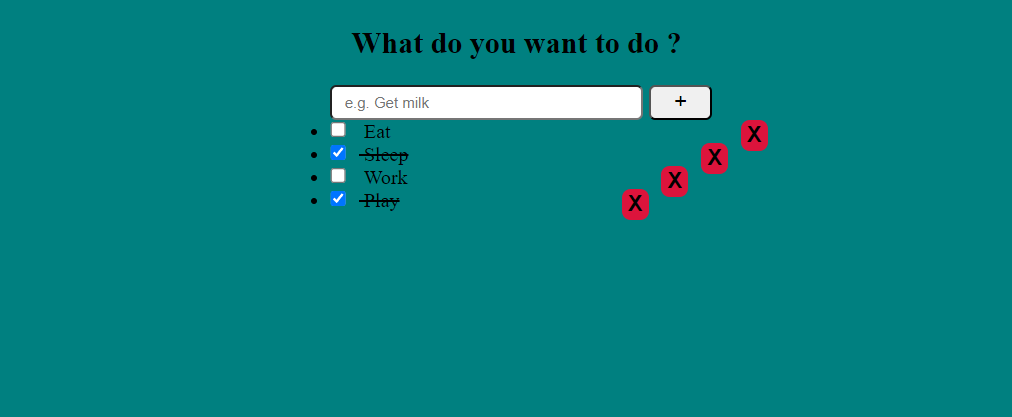 What do you want to do ?
e.g. Get milk +
Eat X
Sleep X
Work X
Play X